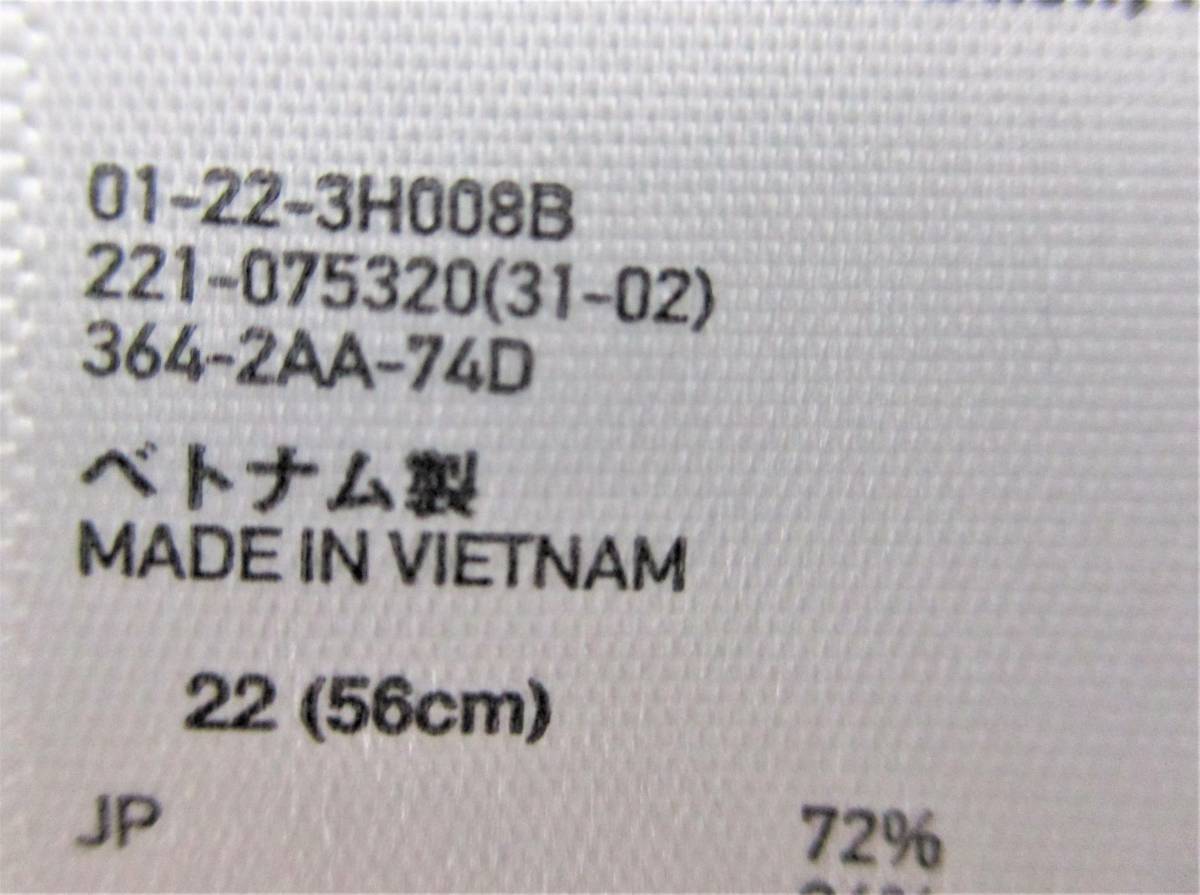 01-22-3H008B
221-075320(31-02)
364-2AA-74D
ベトナム製
MADE IN VIETNAM
22 (56cm)
JP 72%